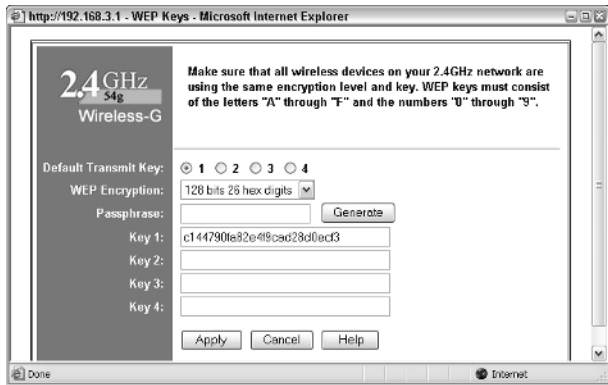 http://192.168.3.1 - WEP Keys - Microsoft Internet Explorer
2.4GHz
54g
Wireless-G
Make sure that all wireless devices on your 2.4GHz network are
using the same encryption level and key. WEP keys must consist
of the letters "A" through "F" and the numbers "0" through "9".
Default Transmit Key: 1 2 3 4
WEP Encryption: 128 bits 26 hex digits
Passphrase: Generate
Key 1:
Key 2:
Key 3:
Key 4:
Apply Cancel Help
Done Internet